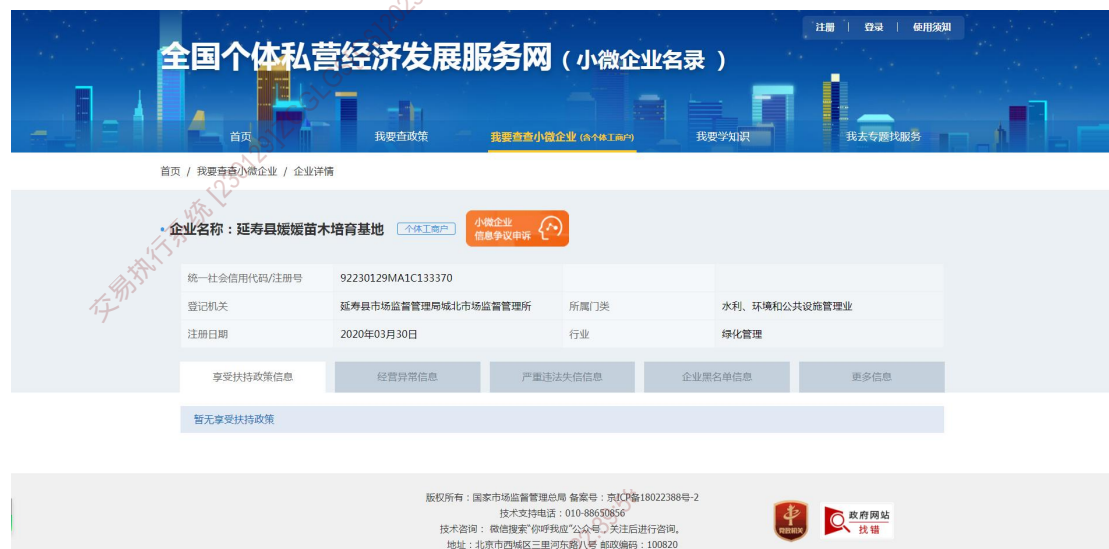 注册 | 登录 | 使用须知
全国个体私营经济发展服务网（小微企业名录 ）
首页 我要查政策 我要查查小微企业 (含个体工商户) 我要学知识 我去专题找服务
首页 / 我要查查小微企业 / 企业详情
企业名称：延寿县媛媛苗木培育基地 个体工商户 小微企业
信息争议申诉
统一社会信用代码/注册号 92230129MA1C133370
登记机关 延寿县市场监督管理局城北市场监督管理所 所属门类 水利、环境和公共设施管理业
注册日期 2020年03月30日 行业 绿化管理
享受扶持政策信息 经营异常信息 严重违法失信信息 企业黑名单信息 更多信息
暂无享受扶持政策
版权所有：国家市场监督管理总局 备案号：京ICP备18022388号-2
技术支持电话：010-88650856
技术咨询： 微信搜索“你呼我应”公众号，关注后进行咨询。
地址：北京市西城区三里河东路八号 邮政编码：100820
党政机关
政府网站
找错
交易执行系统